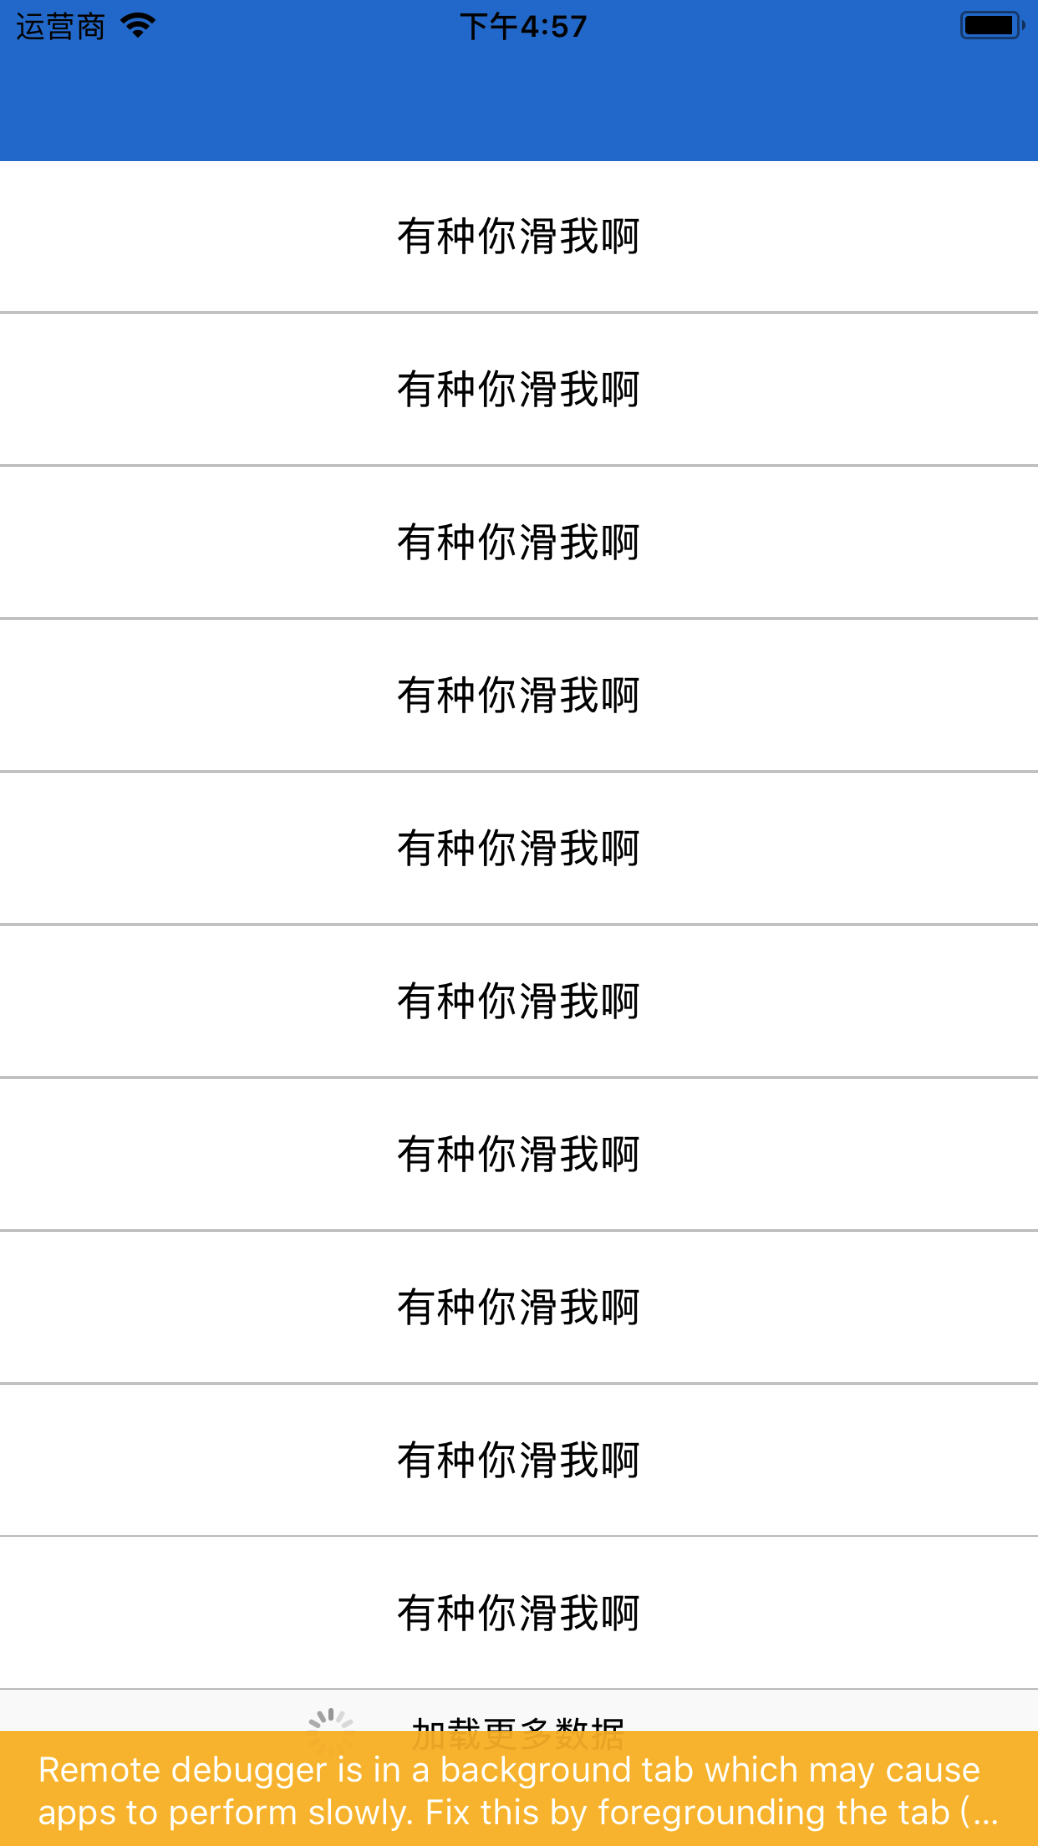 运营商 下午4:57
有种你滑我啊
有种你滑我啊
有种你滑我啊
有种你滑我啊
有种你滑我啊
有种你滑我啊
有种你滑我啊
有种你滑我啊
有种你滑我啊
有种你滑我啊
加载更多数据
Remote debugger is in a background tab which may cause
apps to perform slowly. Fix this by foregrounding the tab (...